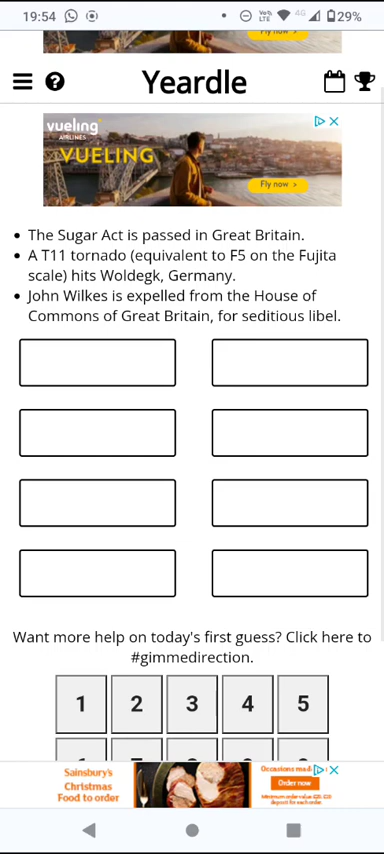 19:54
4G
29%
Fly now >
Yeardle
vueling
AIRLINES
VUELING
Fly now >
• The Sugar Act is passed in Great Britain.
• A T11 tornado (equivalent to F5 on the Fujita
scale) hits Woldegk, Germany.
• John Wilkes is expelled from the House of
Commons of Great Britain, for seditious libel.
Want more help on today's first guess? Click here to
#gimmedirection.
1 2 3 4 5
Sainsbury's
Christmas
Food to order
Order now